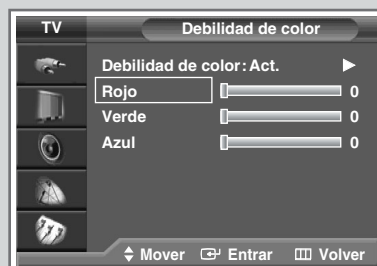 TV Debilidad de color
Debilidad de color: Act.
Rojo 0
Verde 0
Azul 0
Mover Entrar Volver